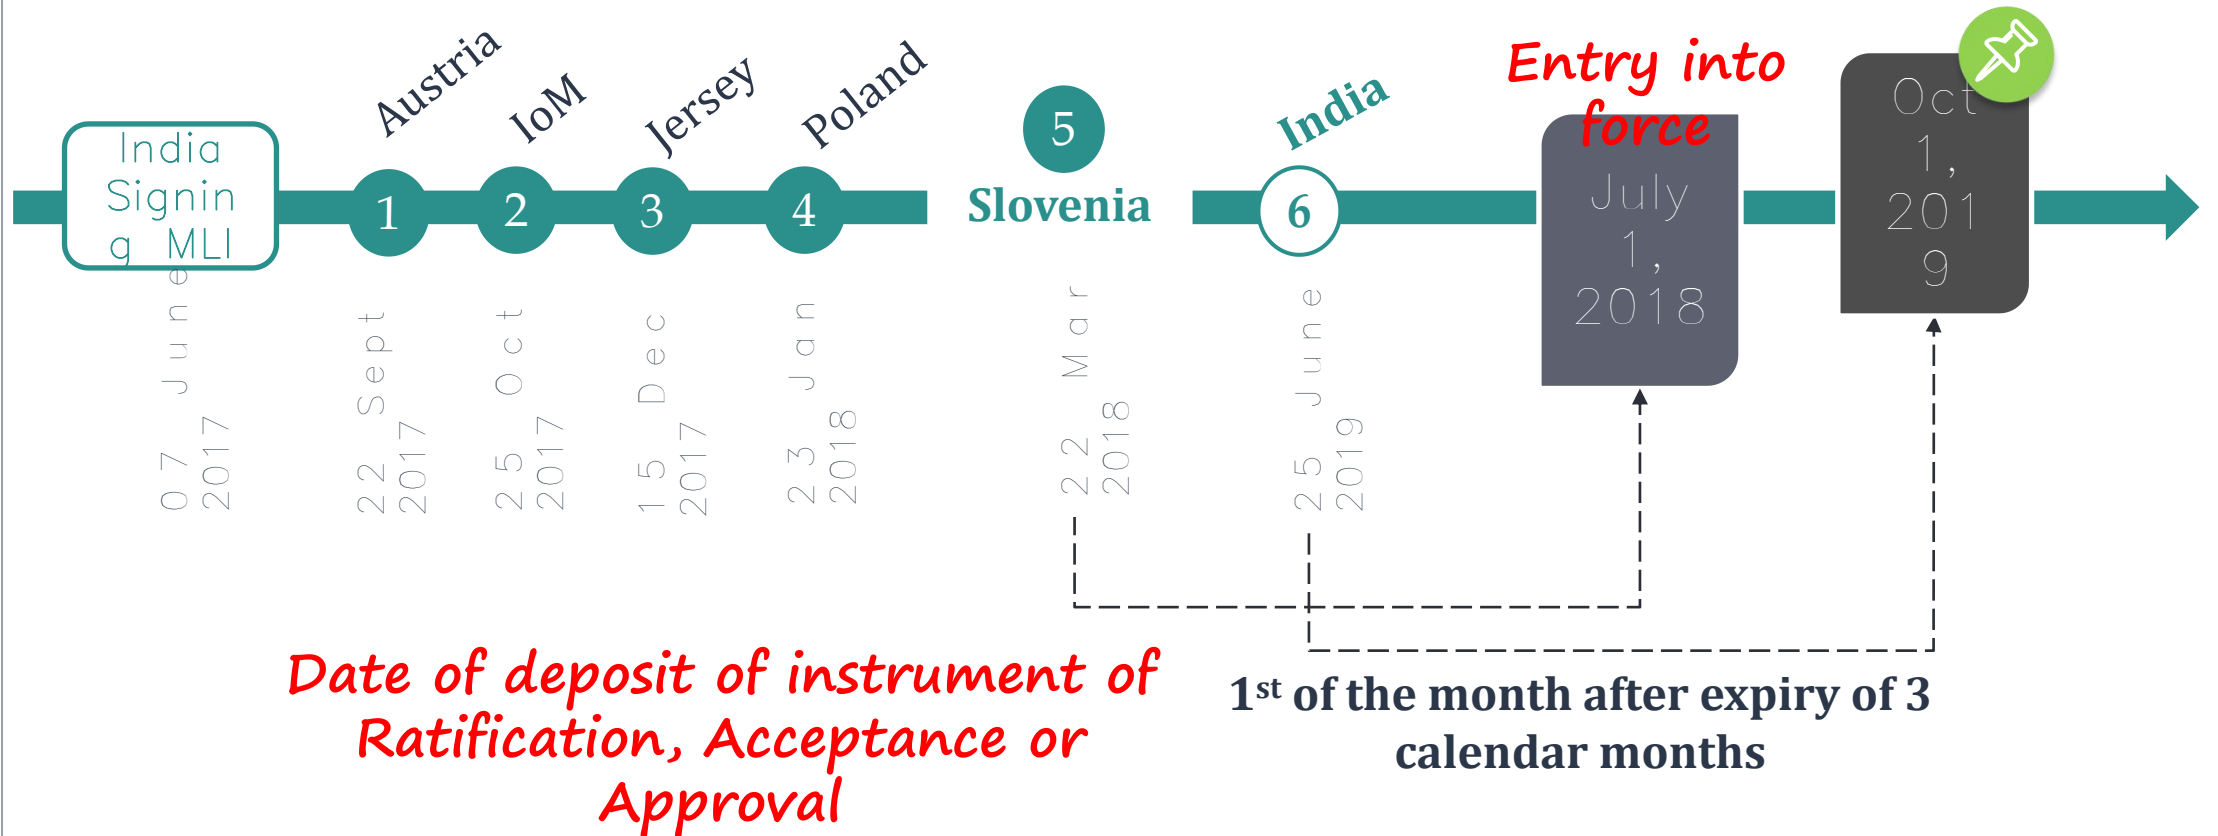 India
Signin
g MLI
07 June
2017
Austria
1
22 Sept
2017
IoM
2
25 Oct
2017
Jersey
3
15 Dec
2017
Poland
4
23 Jan
2018
5
Slovenia
22 Mar
2018
India
6
25 June
2019
Entry into
force
July
1,
2018
Oct
1,
201
9
Date of deposit of instrument of
Ratification, Acceptance or
Approval
1st of the month after expiry of 3
calendar months